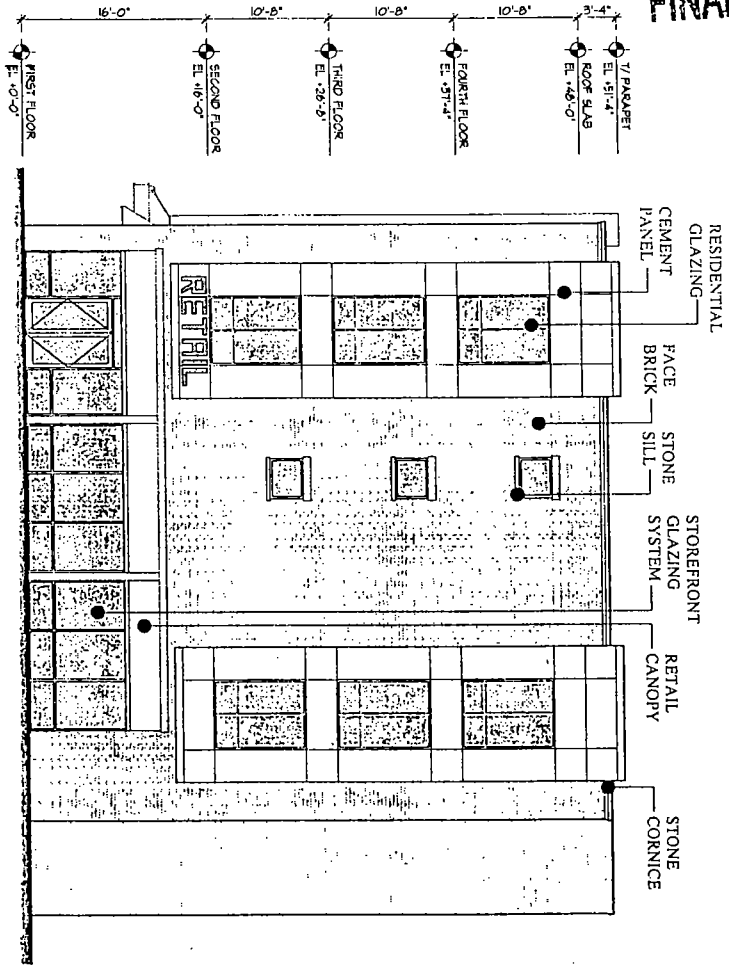 FINAL
16'-0"
10'-8"
10'-8"
10'-8"
3'-4"
FIRST FLOOR
EL +0'-0"
SECOND FLOOR
EL +16'-0"
THIRD FLOOR
EL +26'-8"
FOURTH FLOOR
EL +37'-4"
ROOF SLAB
EL +48'-0"
T/ PARAPET
EL +51'-4"
RESIDENTIAL
GLAZING
CEMENT
PANEL
FACE
BRICK
STONE
SILL
STOREFRONT
GLAZING
SYSTEM
RETAIL
CANOPY
STONE
CORNICE
RETAIL